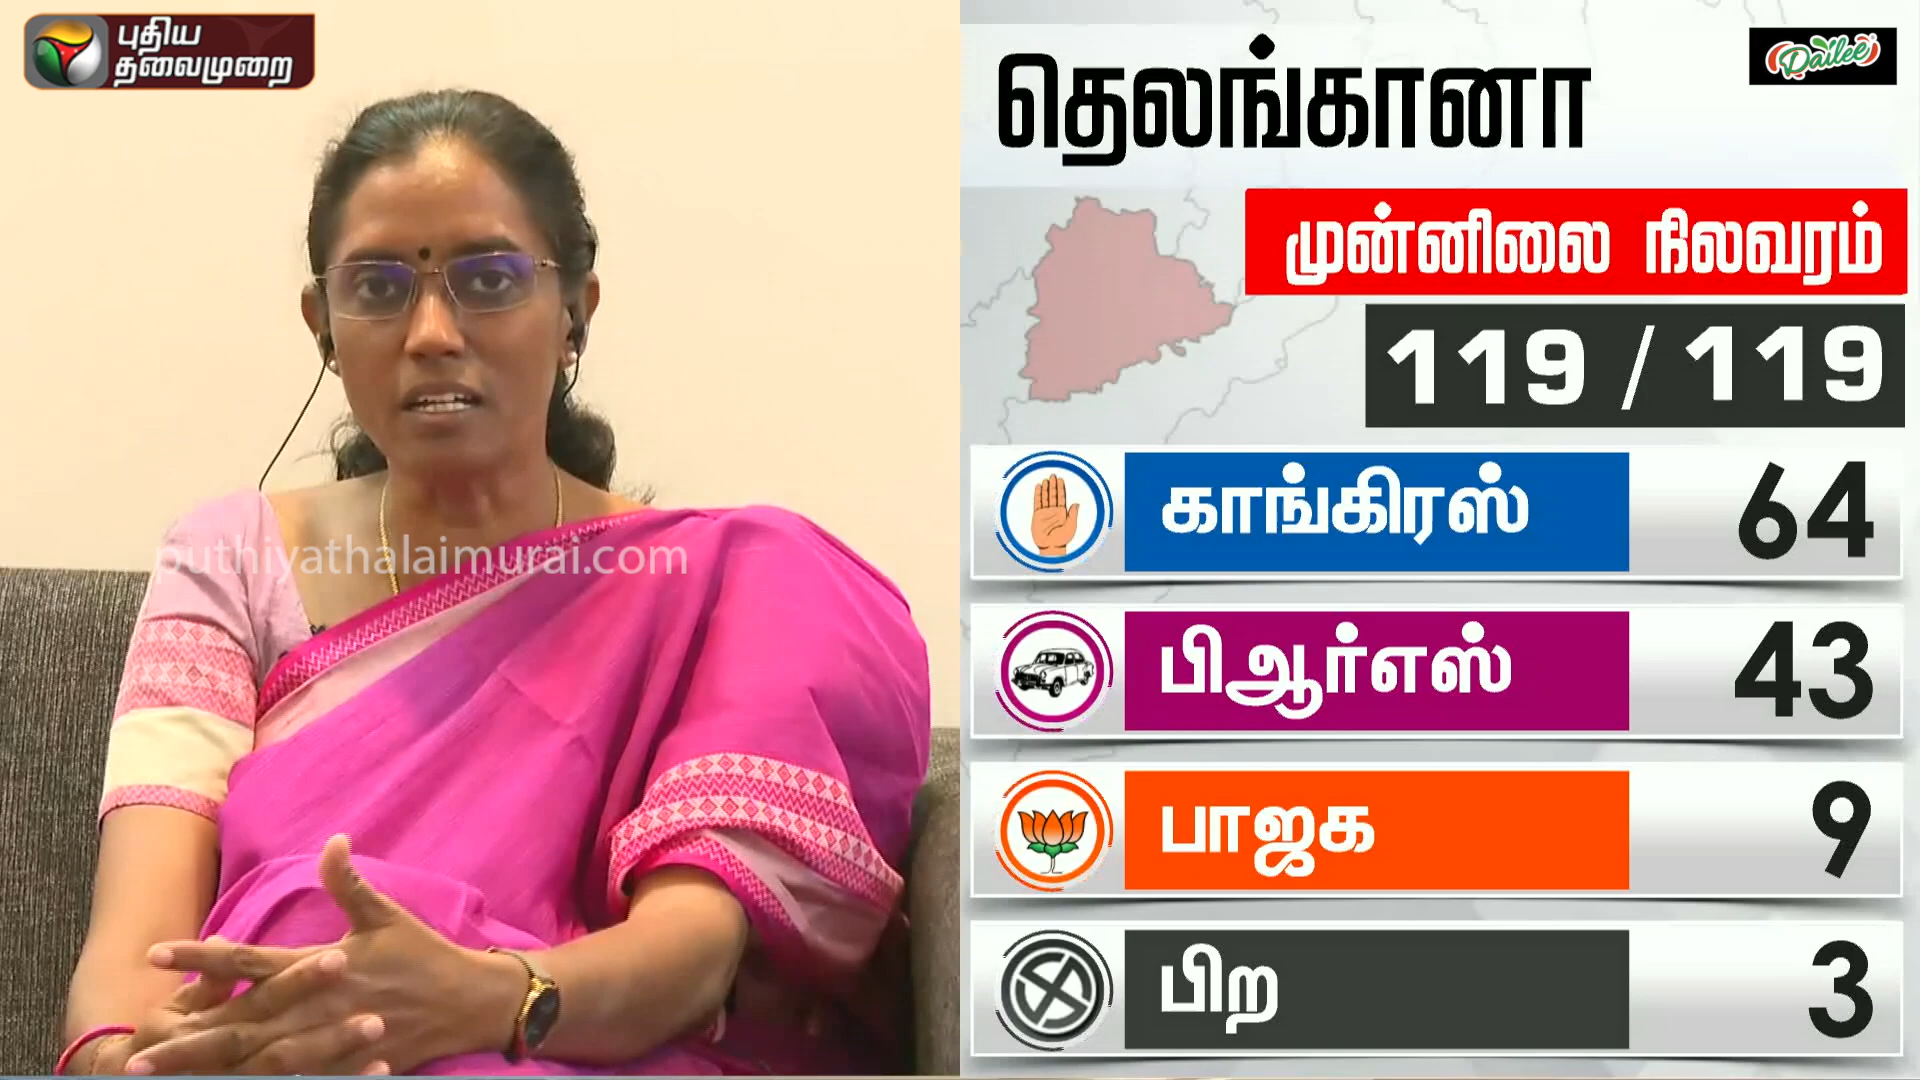 புதிய
தலைமுறை
puthiyathalaimurai.com
தெலங்கானா
Dailee
முன்னிலை நிலவரம்
119 / 119
காங்கிரஸ் 64
பிஆர்எஸ் 43
பாஜக 9
பிற 3